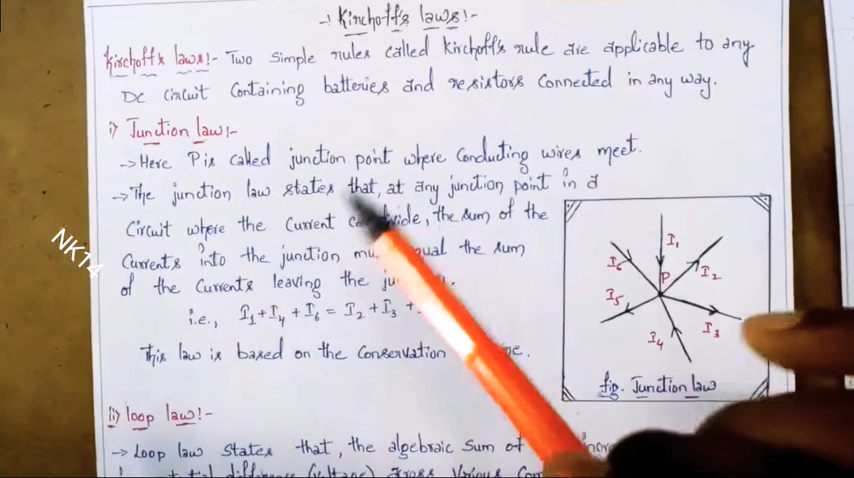 -: Kirchoff's laws:-
Kirchoff's laws:- Two simple rules called Kirchoff's rule are applicable to any
DC circuit containing batteries and resistors connected in any way.
i) Junction law:-
→ Here P is called junction point where conducting wires meet.
→ The junction law states that, at any junction point in a
circuit where the current divide, the sum of the
currents into the junction equal the sum
of the currents leaving the
i.e., I1 + I4 + I6 = I2 + I3 +
This law is based on the conservation
I1
I6
I2
P
I5
I3
I4
fig. Junction law
ii) loop law:-
→ Loop law states that, the algebraic sum of
difference (voltage) across various
NK14